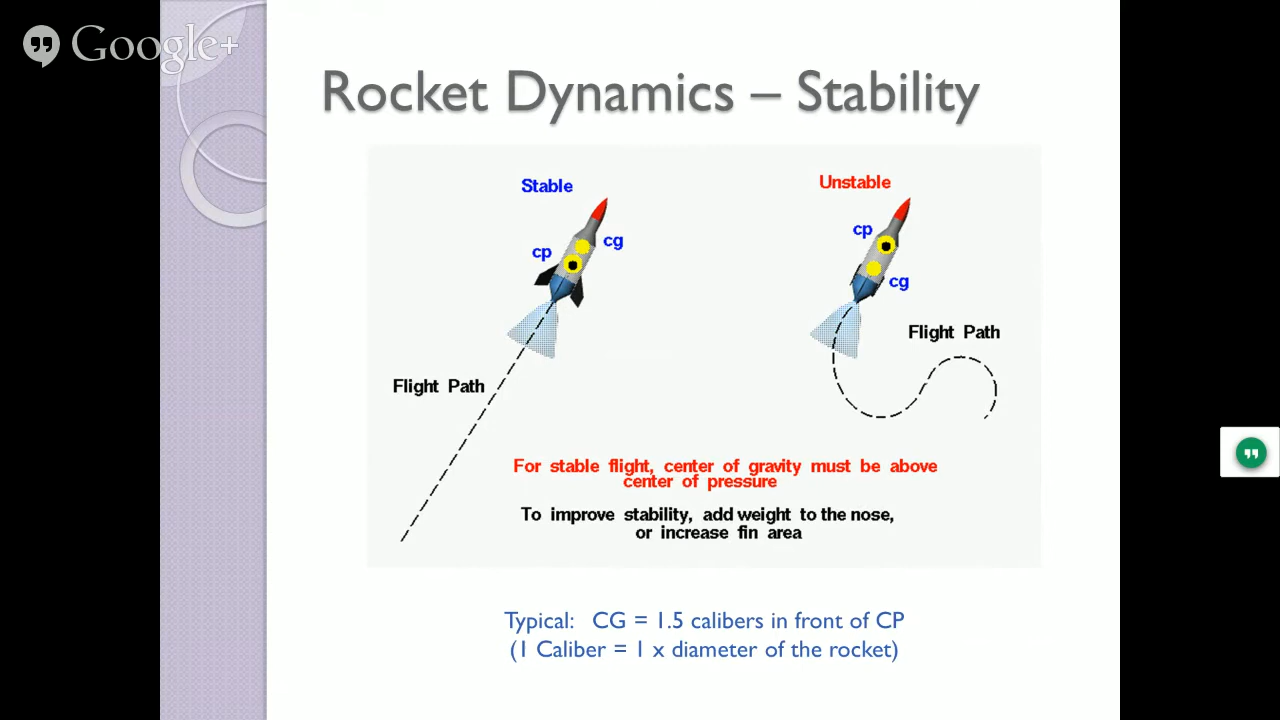 Google+
Rocket Dynamics – Stability
Stable
cp
cg
Flight Path
Unstable
cp
cg
Flight Path
For stable flight, center of gravity must be above
center of pressure
To improve stability, add weight to the nose,
or increase fin area
Typical: CG = 1.5 calibers in front of CP
(1 Caliber = 1 x diameter of the rocket)